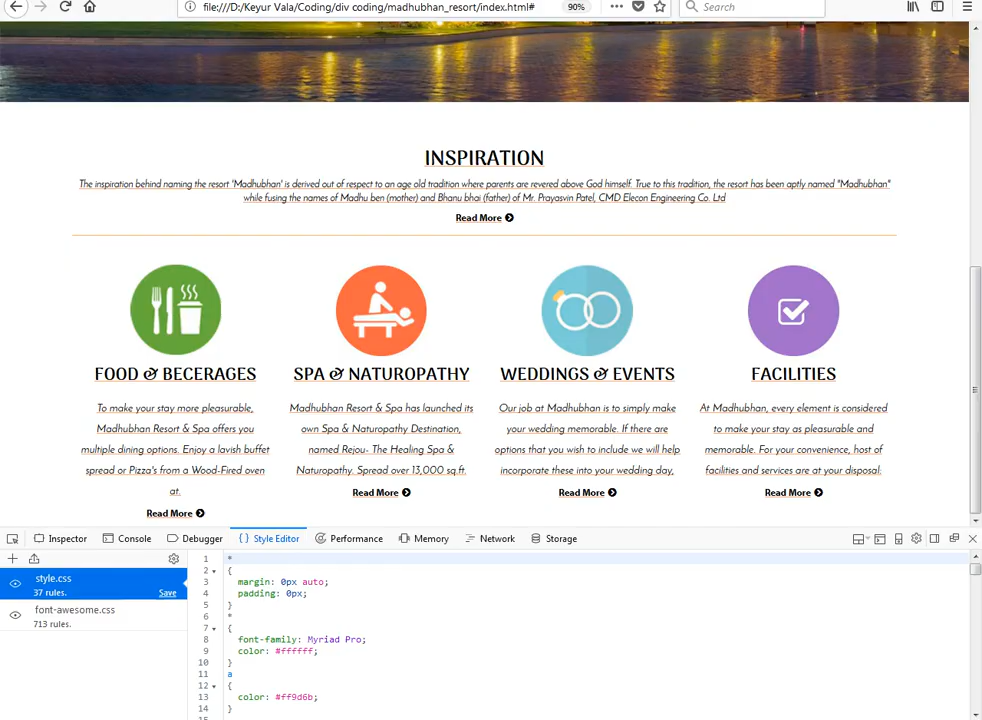 file:///D:/Keyur Vala/Coding/div coding/madhubhan_resort/index.html#
90%
Search
INSPIRATION
The inspiration behind naming the resort 'Madhubhan' is derived out of respect to an age old tradition where parents are revered above God himself. True to this tradition, the resort has been aptly named "Madhubhan"
while fusing the names of Madhu ben (mother) and Bhanu bhai (father) of Mr. Prayasvin Patel, CMD Elecon Engineering Co. Ltd
Read More
FOOD & BECERAGES
To make your stay more pleasurable,
Madhubhan Resort & Spa offers you
multiple dining options. Enjoy a lavish buffet
spread or Pizza's from a Wood-Fired oven
at.
Read More
SPA & NATUROPATHY
Madhubhan Resort & Spa has launched its
own Spa & Naturopathy Destination,
named Rejou- The Healing Spa &
Naturopathy. Spread over 13,000 sq.ft.
Read More
WEDDINGS & EVENTS
Our job at Madhubhan is to simply make
your wedding memorable. If there are
options that you wish to include we will help
incorporate these into your wedding day,
Read More
FACILITIES
At Madhubhan, every element is considered
to make your stay as pleasurable and
memorable. For your convenience, host of
facilities and services are at your disposal:
Read More
Inspector Console Debugger { } Style Editor Performance Memory Network Storage
style.css
37 rules. Save
font-awesome.css
713 rules.
1 *
2 {
3 margin: 0px auto;
4 padding: 0px;
5 }
6 *
7 {
8 font-family: Myriad Pro;
9 color: #ffffff;
10 }
11 a
12 {
13 color: #ff9d6b;
14 }
15